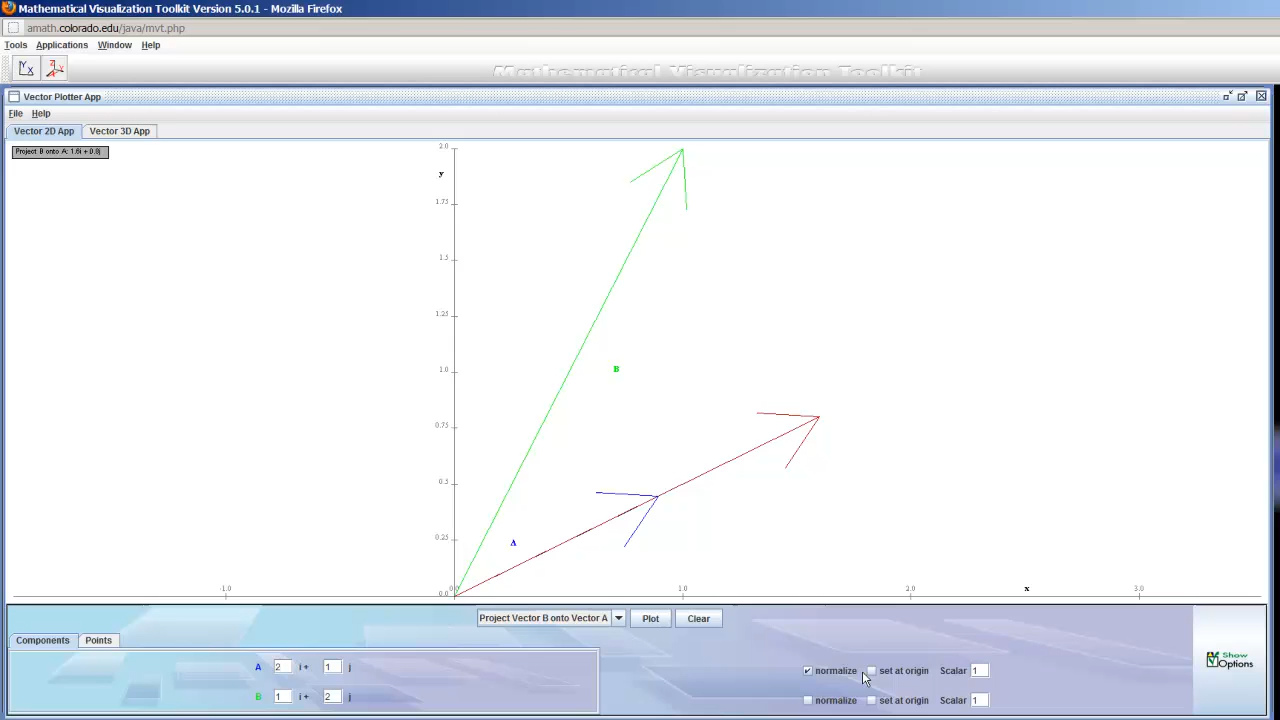 Mathematical Visualization Toolkit Version 5.0.1 - Mozilla Firefox
amath.colorado.edu/java/mvt.php
Tools Applications Window Help
Y X Z Y Mathematical Visualization Toolkit
Vector Plotter App
File Help
Vector 2D App Vector 3D App
Project B onto A: 1.6i + 0.8j
2.0
y
1.75
1.5
1.25
1.0
B
0.75
0.5
A
0.25
0.0
-1.0 0.0 1.0 2.0 x 3.0
Project Vector B onto Vector A Plot Clear
Components Points
A 2 i + 1 j normalize set at origin Scalar 1
B 1 i + 2 j normalize set at origin Scalar 1
Show Options